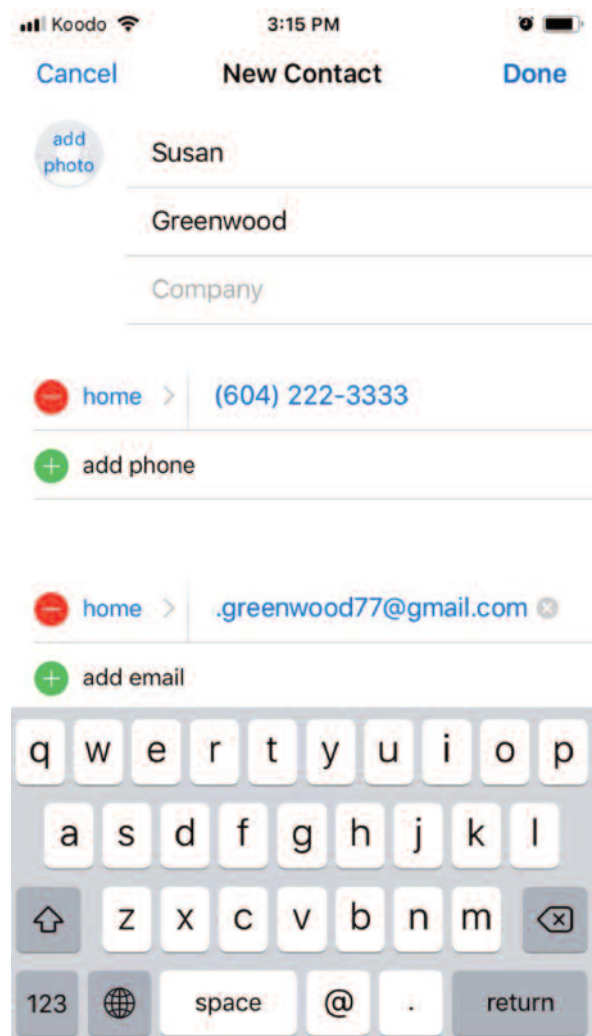 Koodo 3:15 PM
Cancel New Contact Done
add
photo
Susan
Greenwood
Company
home (604) 222-3333
add phone
home .greenwood77@gmail.com
add email
q w e r t y u i o p
a s d f g h j k l
z x c v b n m
123 space @ . return